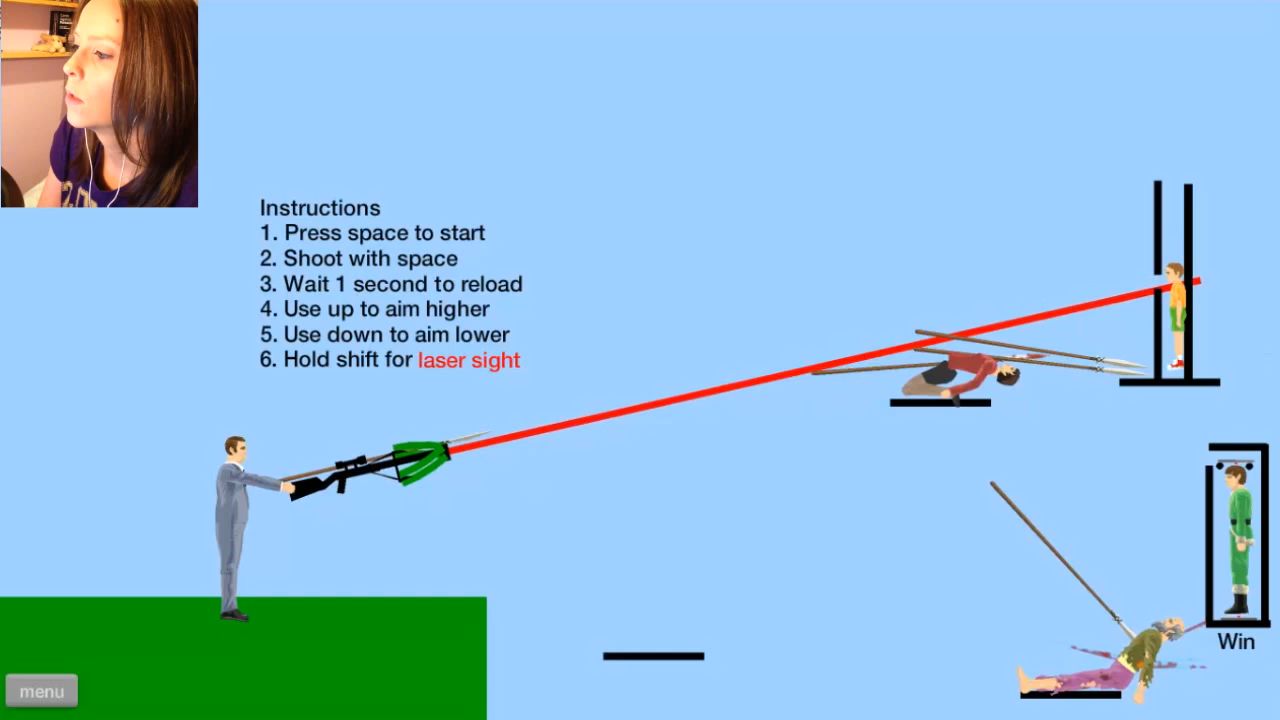 Instructions
1. Press space to start
2. Shoot with space
3. Wait 1 second to reload
4. Use up to aim higher
5. Use down to aim lower
6. Hold shift for laser sight
Win
menu